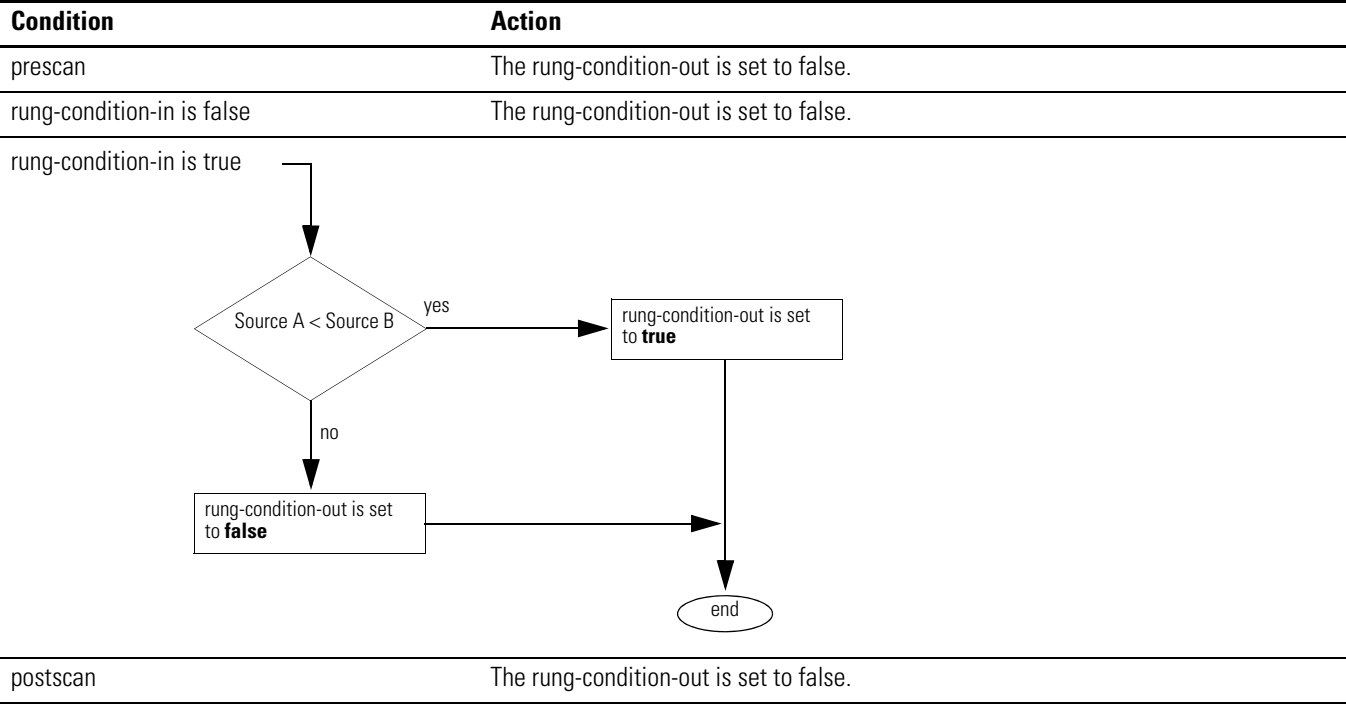 Condition Action
prescan The rung-condition-out is set to false.
rung-condition-in is false The rung-condition-out is set to false.
rung-condition-in is true
Source A < Source B
yes
rung-condition-out is set
to true
no
rung-condition-out is set
to false
end
postscan The rung-condition-out is set to false.